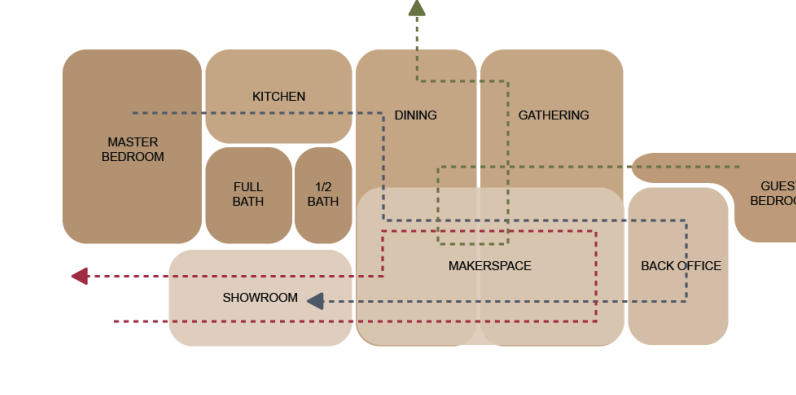 KITCHEN
DINING
GATHERING
MASTER
BEDROOM
FULL
BATH
1/2
BATH
MAKERSPACE
BACK OFFICE
SHOWROOM